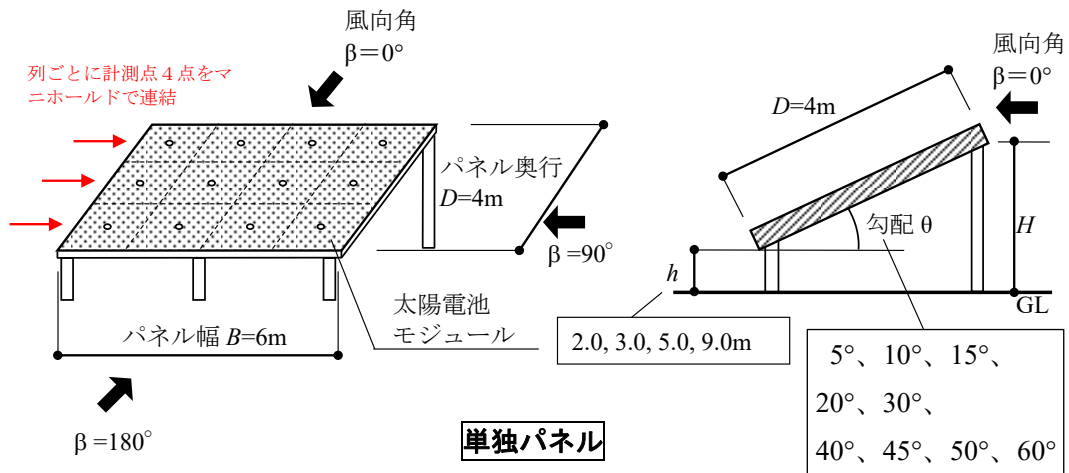 風向角
β＝0°
列ごとに計測点４点をマ
ニホールドで連結
パネル奥行
D=4m
β＝90°
太陽電池
モジュール
パネル幅 B=6m
β＝180°
風向角
β＝0°
D=4m
勾配 θ
H
h
GL
2.0, 3.0, 5.0, 9.0m
5°、10°、15°、
20°、30°、
40°、45°、50°、60°
単独パネル